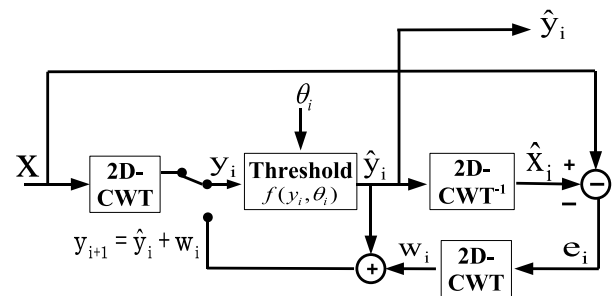 ŷᵢ
θᵢ
X
2D-
CWT
yᵢ
Threshold
f(yᵢ,θᵢ)
ŷᵢ
2D-
CWT⁻¹
x̂ᵢ
+
−
−
yᵢ₊₁ = ŷᵢ + wᵢ
+
wᵢ
2D-
CWT
eᵢ